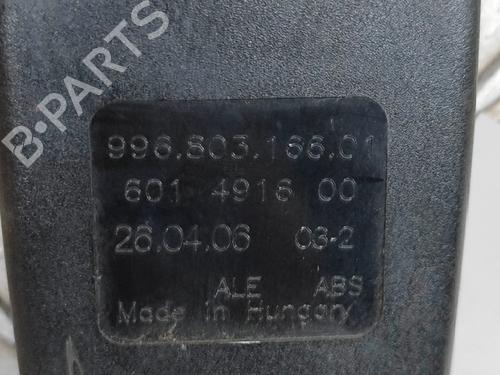 B-PARTS
996.803.166.01
601 4916 00
26.04.06 03-2
ALE ABS
Made in Hungary